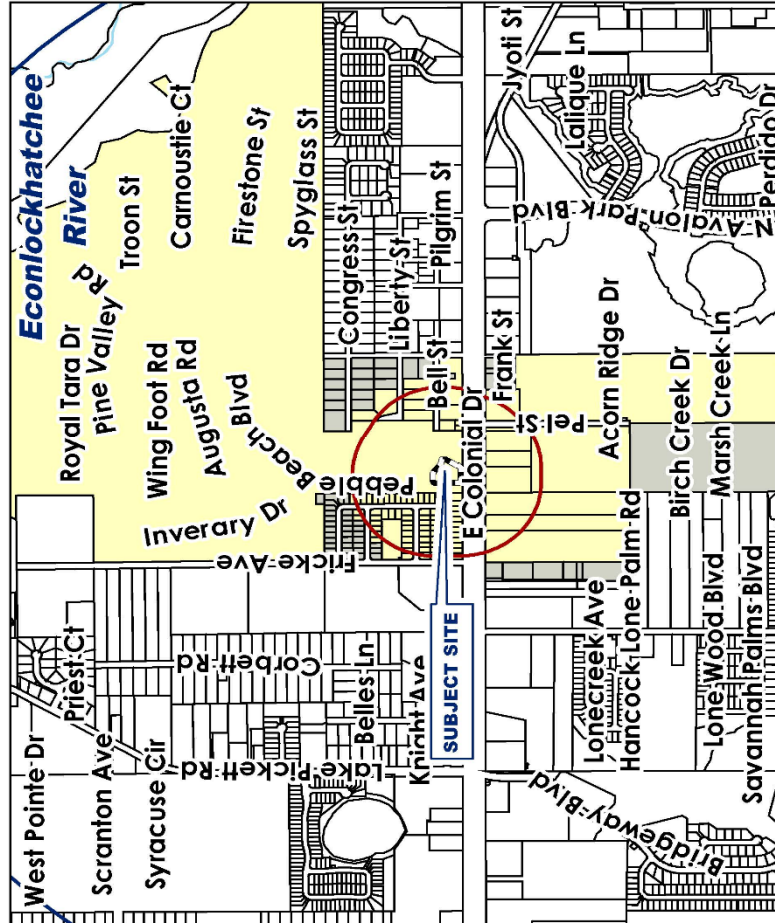 Econlockhatchee
River
West Pointe Dr
Priest Ct
Scranton Ave
Syracuse Cir
Royal Tara Dr
Pine Valley Rd
Troon St
Wing Foot Rd
Carnoustie Ct
Augusta Rd
Firestone St
Inverary Dr
Pebble Beach Blvd
Spyglass St
Lake Pickett Rd
Corbett Rd
Fricke Ave
Congress St
Belles Ln
Liberty St
Knight Ave
Bell St
Pilgrim St
SUBJECT SITE
E Colonial Dr
Frank St
Jyoti St
Pel St
Lalique Ln
N Avalon Park Blvd
Bridgeway Blvd
Lonecreek Ave
Hancock Lone Palm Rd
Acorn Ridge Dr
Birch Creek Dr
Lone Wood Blvd
Marsh Creek Ln
Savannah Palms Blvd
Perdido Dr